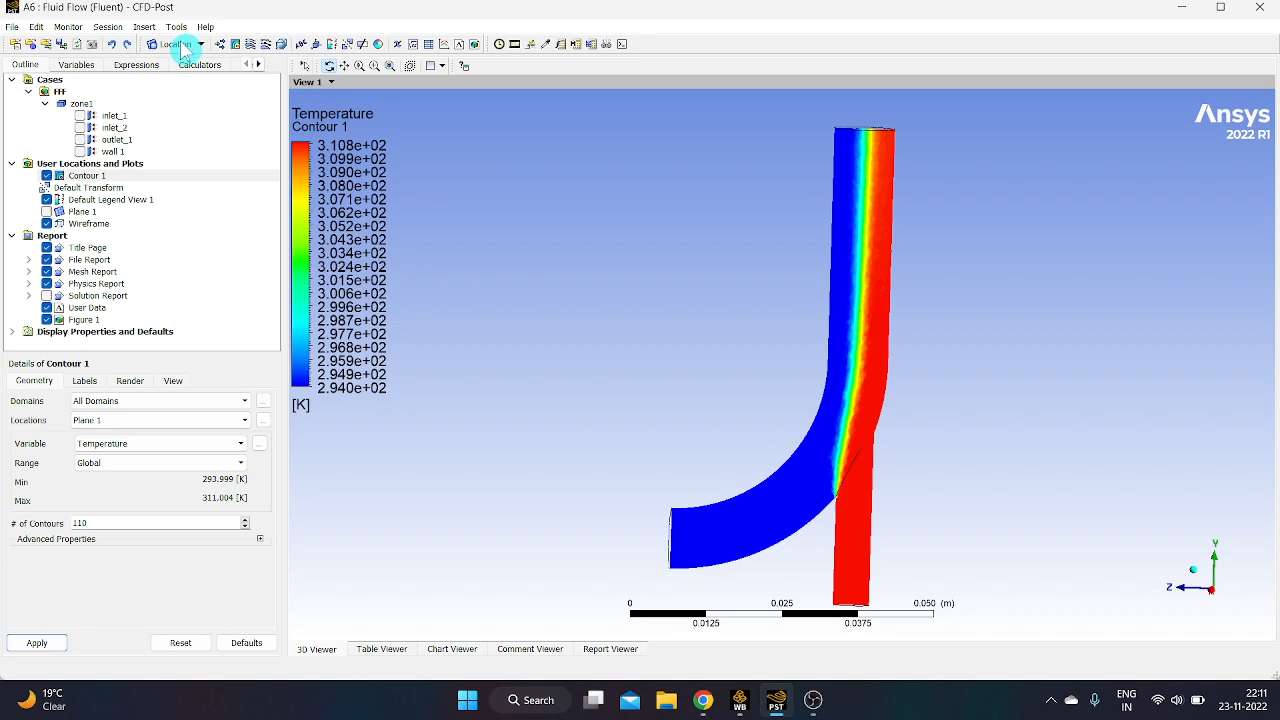 A6 : Fluid Flow (Fluent) - CFD-Post
File Edit Monitor Session Insert Tools Help
Location
Outline Variables Expressions Calculators
View 1
Cases
FFF
zone1
inlet_1
inlet_2
outlet_1
wall 1
User Locations and Plots
Contour 1
Default Transform
Default Legend View 1
Plane 1
Wireframe
Report
Title Page
File Report
Mesh Report
Physics Report
Solution Report
User Data
Figure 1
Display Properties and Defaults
Details of Contour 1
Geometry Labels Render View
Domains All Domains
Locations Plane 1
Variable Temperature
Range Global
Min 293.999 [K]
Max 311.004 [K]
# of Contours 110
Advanced Properties
Apply Reset Defaults
Temperature
Contour 1
3.108e+02
3.099e+02
3.090e+02
3.080e+02
3.071e+02
3.062e+02
3.052e+02
3.043e+02
3.034e+02
3.024e+02
3.015e+02
3.006e+02
2.996e+02
2.987e+02
2.977e+02
2.968e+02
2.959e+02
2.949e+02
2.940e+02
[K]
Ansys
2022 R1
Y
Z
0 0.025 0.050 (m)
0.0125 0.0375
3D Viewer Table Viewer Chart Viewer Comment Viewer Report Viewer
19°C
Clear
Search
WB
PST
ENG
IN
22:11
23-11-2022